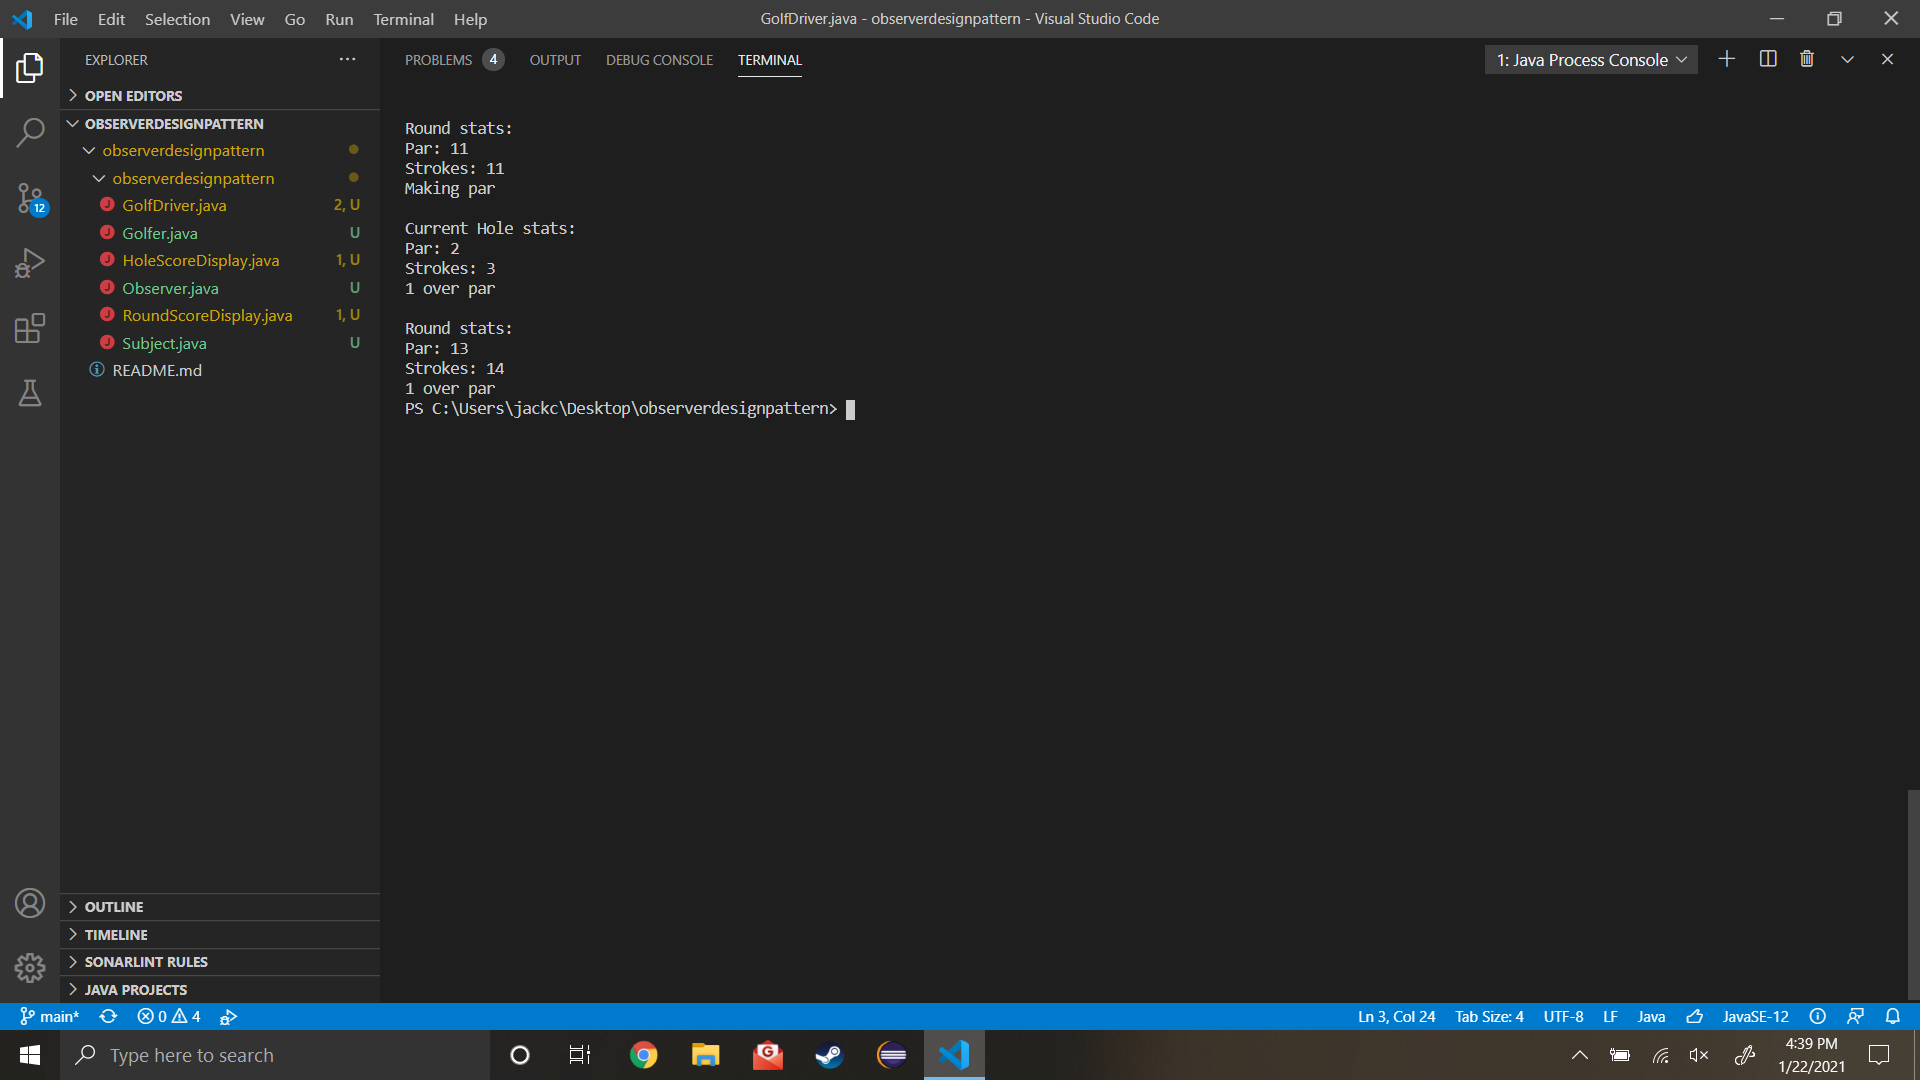 File Edit Selection View Go Run Terminal Help
GolfDriver.java - observerdesignpattern - Visual Studio Code
EXPLORER
OPEN EDITORS
OBSERVERDESIGNPATTERN
observerdesignpattern
observerdesignpattern
J GolfDriver.java 2, U
J Golfer.java U
J HoleScoreDisplay.java 1, U
J Observer.java U
J RoundScoreDisplay.java 1, U
J Subject.java U
README.md
12
OUTLINE
TIMELINE
SONARLINT RULES
JAVA PROJECTS
PROBLEMS 4 OUTPUT DEBUG CONSOLE TERMINAL
1: Java Process Console
Round stats:
Par: 11
Strokes: 11
Making par
Current Hole stats:
Par: 2
Strokes: 3
1 over par
Round stats:
Par: 13
Strokes: 14
1 over par
PS C:\Users\jackc\Desktop\observerdesignpattern>
main* 0 4
Ln 3, Col 24 Tab Size: 4 UTF-8 LF Java JavaSE-12
Type here to search
G
4:39 PM
1/22/2021